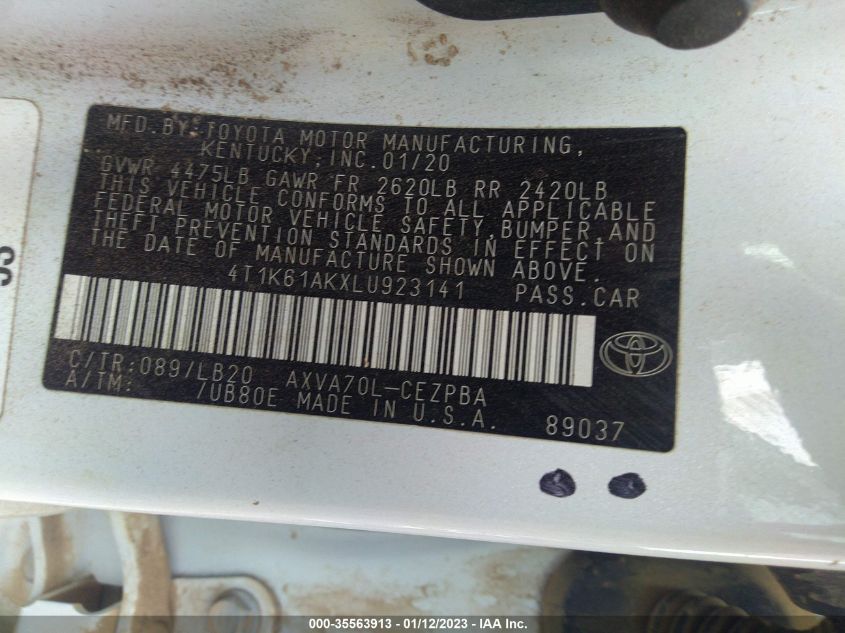 MFD.BY:TOYOTA MOTOR MANUFACTURING,
KENTUCKY,INC.01/20
GVWR 4475LB GAWR FR 2620LB RR 2420LB
THIS VEHICLE CONFORMS TO ALL APPLICABLE
FEDERAL MOTOR VEHICLE SAFETY,BUMPER,AND
THEFT PREVENTION STANDARDS IN EFFECT ON
THE DATE OF MANUFACTURE SHOWN ABOVE.
4T1K61AKXLU923141 PASS.CAR
C/TR:089/LB20 AXVA70L-CEZPBA
A/TM: 7UB80E MADE IN U.S.A. 89037
000-35563913 - 01/12/2023 - IAA Inc.